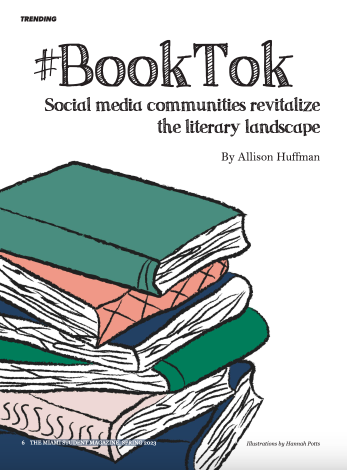 TRENDING
#BookTok
Social media communities revitalize
the literary landscape
By Allison Huffman
6 THE MIAMI STUDENT MAGAZINE, SPRING 2023
Illustrations by Hannah Potts